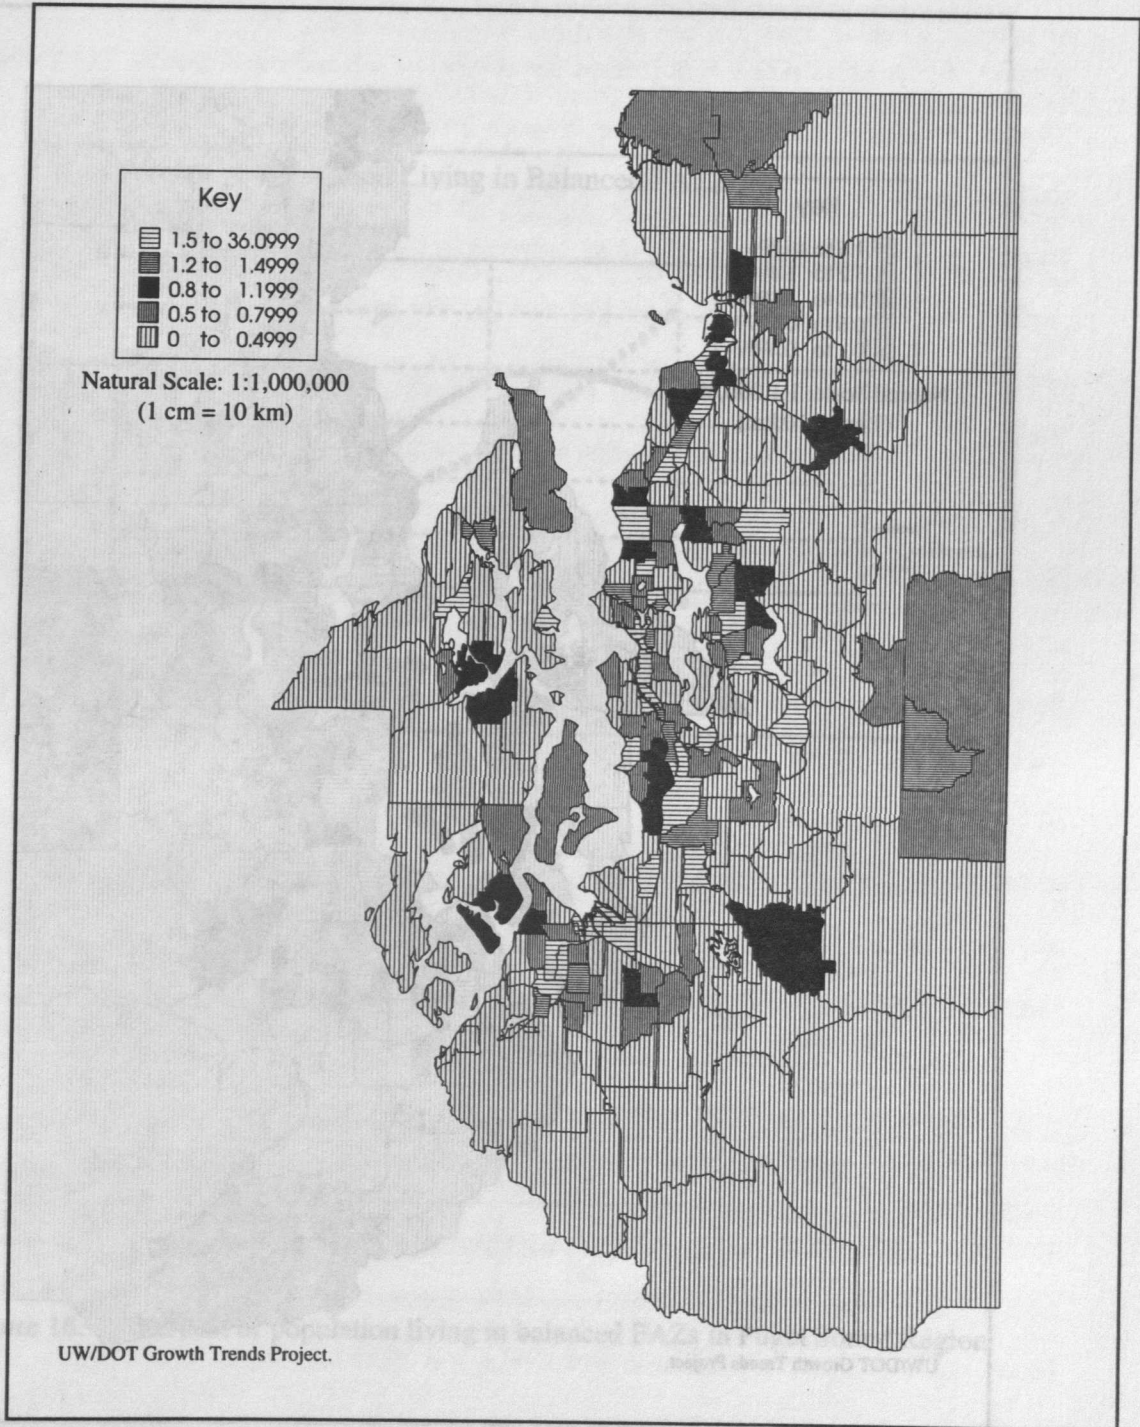 Key
1.5 to 36.0999
1.2 to 1.4999
0.8 to 1.1999
0.5 to 0.7999
0 to 0.4999
Natural Scale: 1:1,000,000
(1 cm = 10 km)
UW/DOT Growth Trends Project.